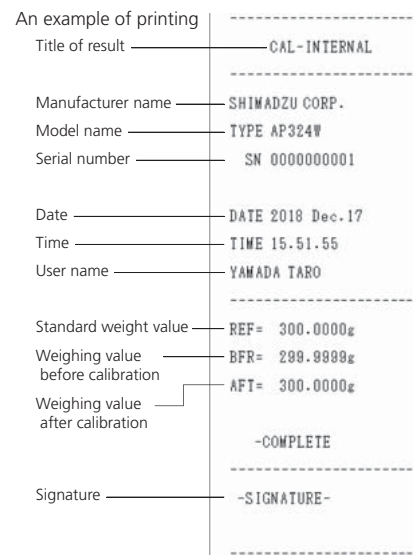 An example of printing
Title of result CAL-INTERNAL
Manufacturer name SHIMADZU CORP.
Model name TYPE AP324W
Serial number SN 0000000001
Date DATE 2018 Dec.17
Time TIME 15.51.55
User name YAMADA TARO
Standard weight value REF= 300.0000g
Weighing value before calibration BFR= 299.9999g
Weighing value after calibration AFT= 300.0000g
-COMPLETE
Signature -SIGNATURE-